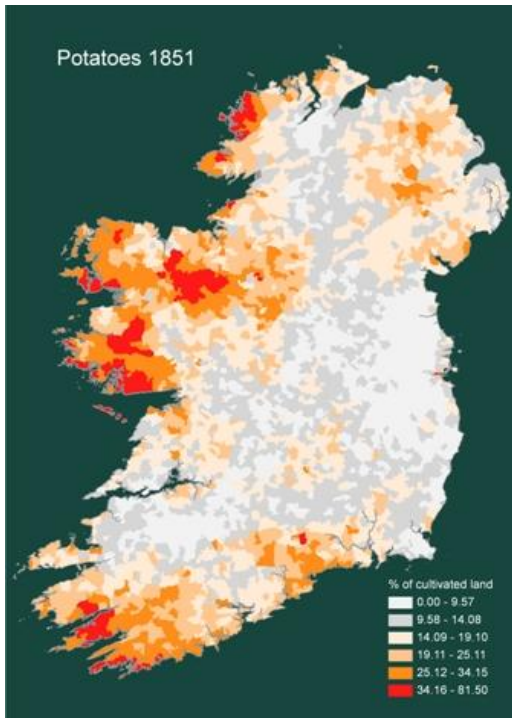 Potatoes 1851
% of cultivated land
0.00 - 9.57
9.58 - 14.08
14.09 - 19.10
19.11 - 25.11
25.12 - 34.15
34.16 - 81.50